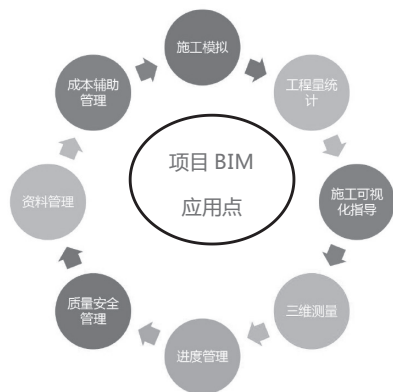 施工模拟
工程量统
计
施工可视
化指导
三维测量
进度管理
质量安全
管理
资料管理
成本辅助
管理
项目 BIM
应用点